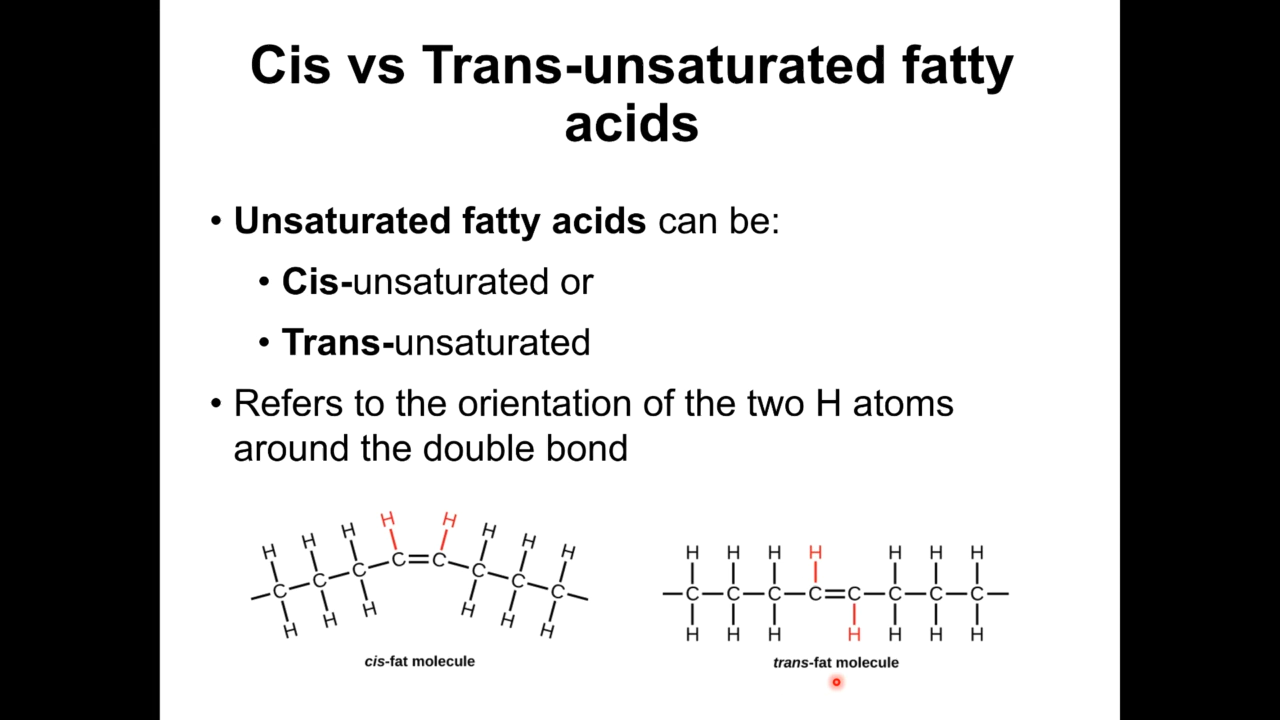 Cis vs Trans-unsaturated fatty
acids
• Unsaturated fatty acids can be:
• Cis-unsaturated or
• Trans-unsaturated
• Refers to the orientation of the two H atoms
around the double bond
H H H H H H H H
C C C C=C C C C
H H H H H H
cis-fat molecule
H H H H H H H
C—C—C—C=C—C—C—C
H H H H H H H
trans-fat molecule